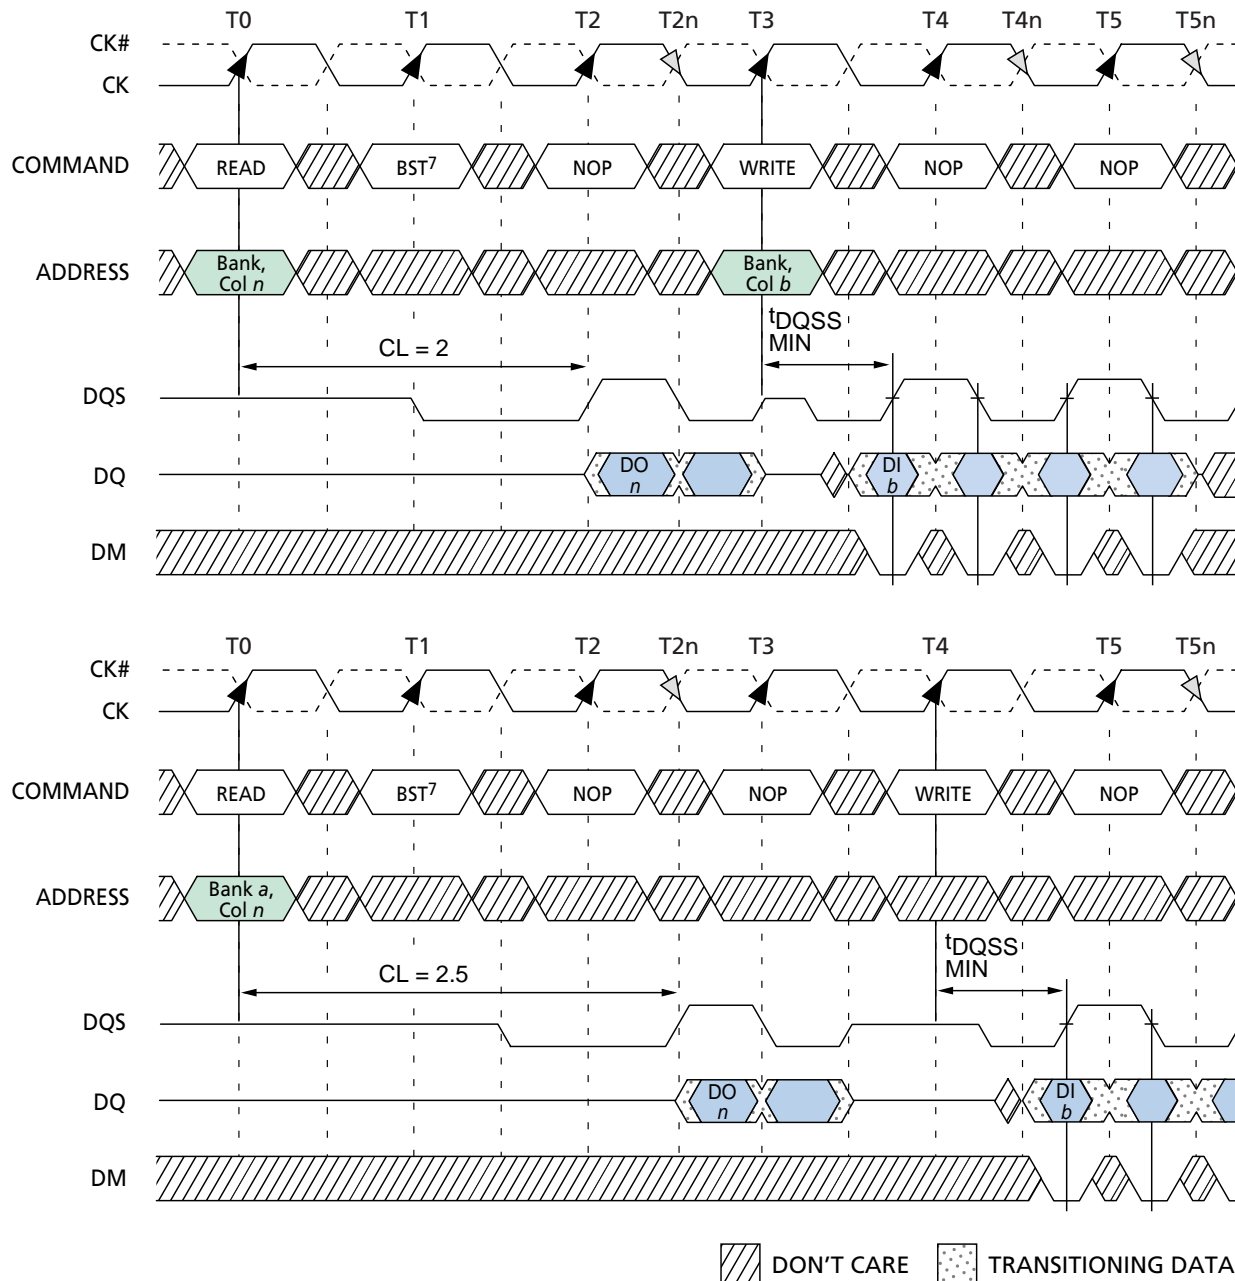 T0 T1 T2 T2n T3 T4 T4n T5 T5n
CK#
CK
COMMAND READ BST7 NOP WRITE NOP NOP
ADDRESS Bank, Col n Bank, Col b
CL = 2 tDQSS MIN
DQS
DQ DO n DI b
DM
T0 T1 T2 T2n T3 T4 T5 T5n
CK#
CK
COMMAND READ BST7 NOP NOP WRITE NOP
ADDRESS Bank a, Col n
CL = 2.5 tDQSS MIN
DQS
DQ DO n DI b
DM
DON'T CARE TRANSITIONING DATA